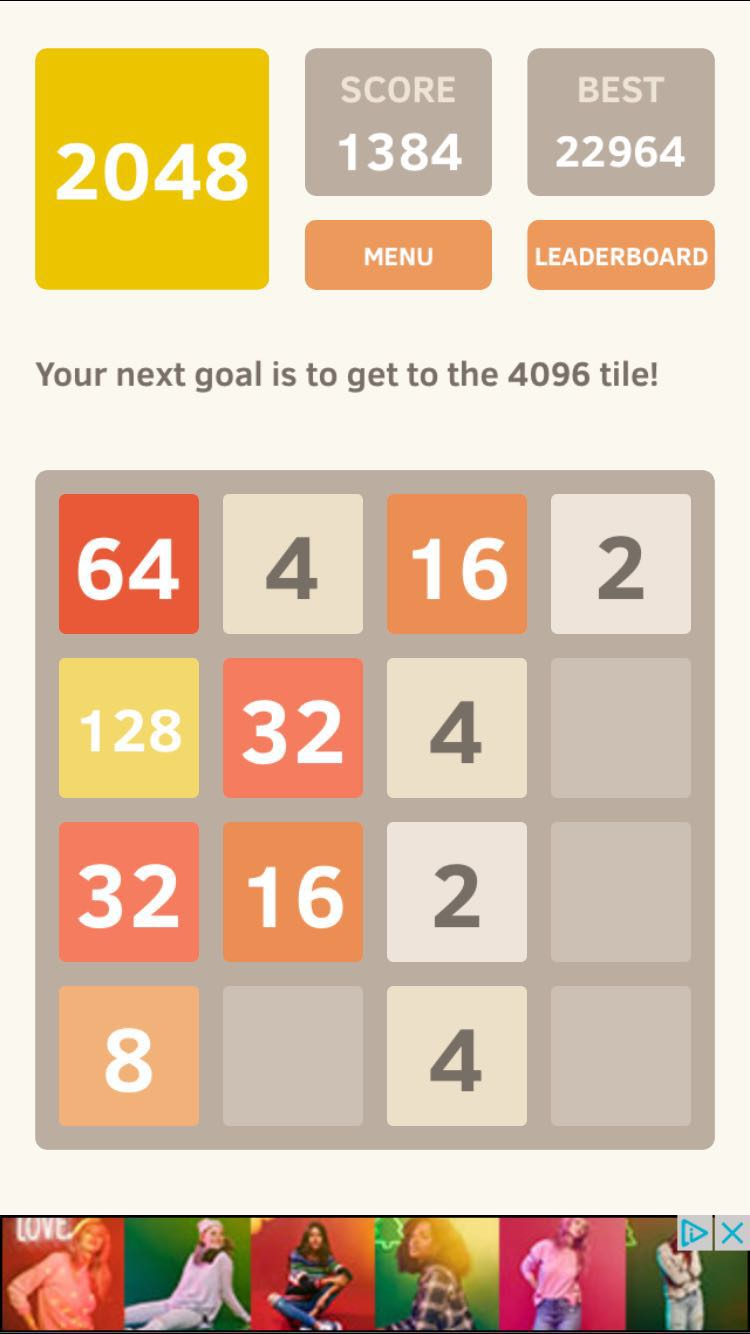 2048
SCORE
1384
BEST
22964
MENU
LEADERBOARD
Your next goal is to get to the 4096 tile!
64 4 16 2
128 32 4
32 16 2
8 4
LOVE